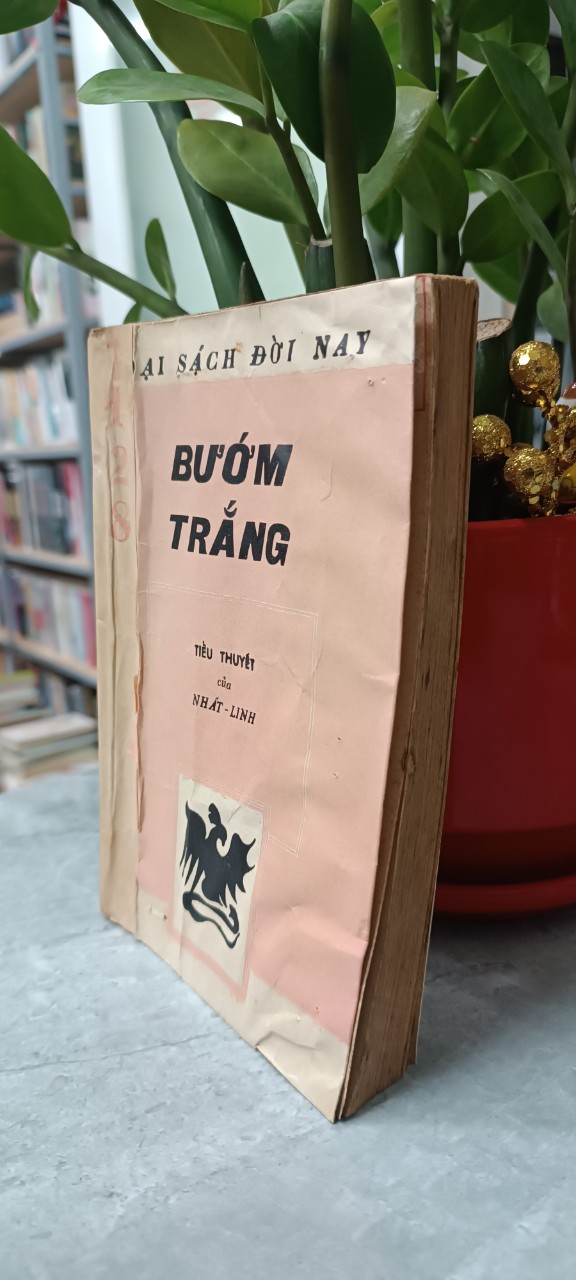 ẠI SÁCH ĐỜI NAY
BƯỚM
TRẮNG
TIỂU THUYẾT
của
NHẤT-LINH